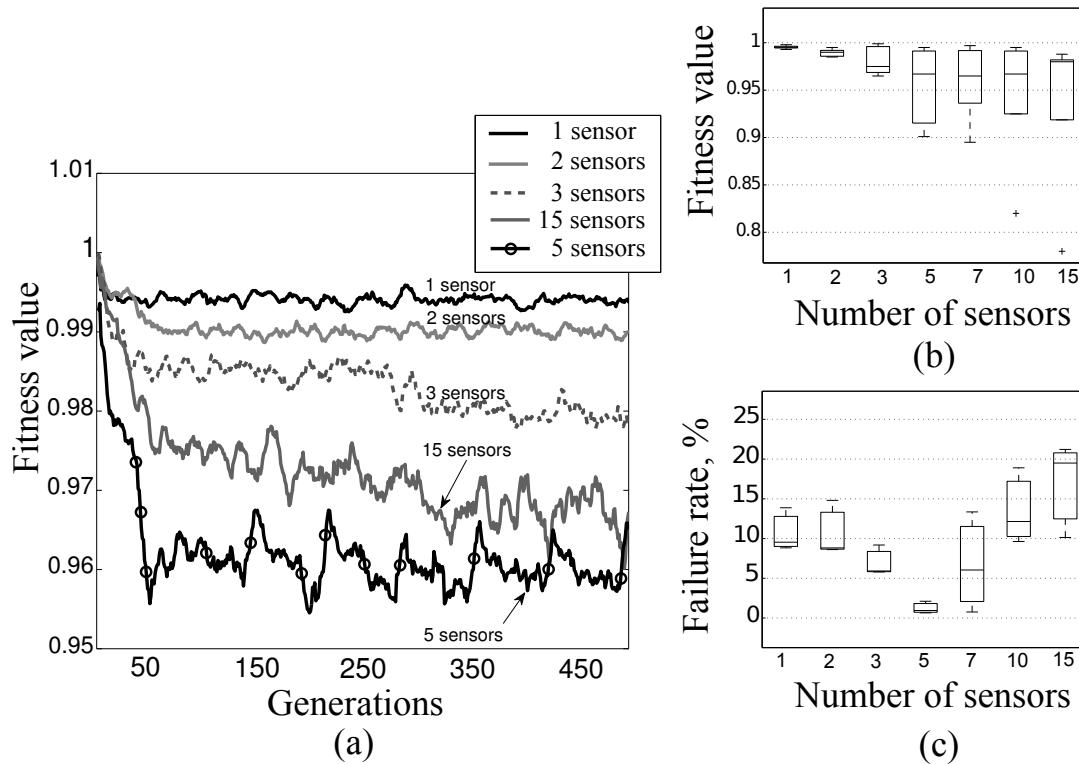 1 sensor
2 sensors
3 sensors
15 sensors
5 sensors
Fitness value
1.01
1
0.99
0.98
0.97
0.96
0.95
1 sensor
2 sensors
3 sensors
15 sensors
5 sensors
50 150 250 350 450
Generations
(a)
Fitness value
1
0.95
0.9
0.85
0.8
1 2 3 5 7 10 15
Number of sensors
(b)
Failure rate, %
25
20
15
10
5
0
1 2 3 5 7 10 15
Number of sensors
(c)